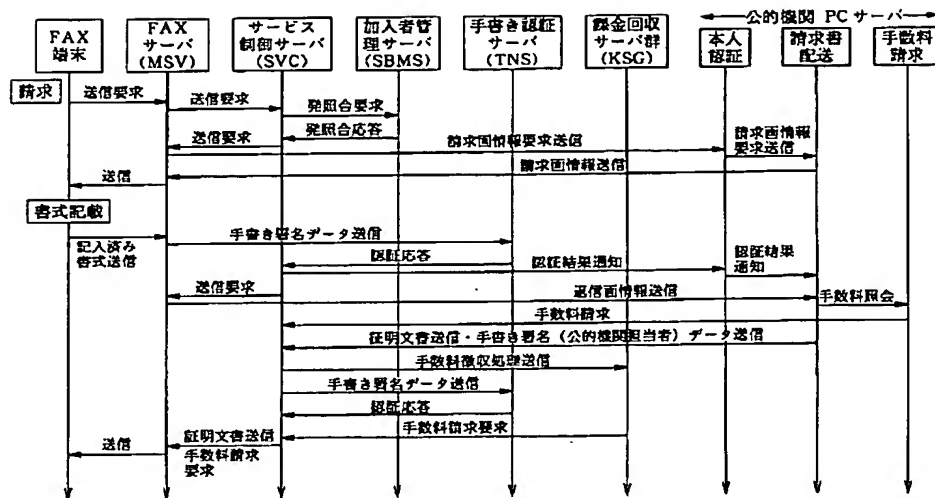 公的機関 PC サーバ
FAX
端末
FAX
サーバ
(MSV)
サービス
制御サーバ
(SVC)
加入者管
理サーバ
(SBMS)
手書き認証
サーバ
(TNS)
課金回収
サーバ群
(KSG)
本人
認証
請求書
配送
手数料
請求
請求
送信要求
送信要求
発照合要求
発照合応答
送信要求
請求画情報要求送信
請求画情報
要求送信
請求画情報送信
送信
書式記載
手書き署名データ送信
記入済み
書式送信
認証応答
認証結果通知
認証結果
通知
送信要求
返信画情報送信
手数料照会
手数料請求
証明文書送信・手書き署名（公的機関担当者）データ送信
手数料徴収処理送信
手書き署名データ送信
認証応答
手数料請求要求
証明文書送信
送信
手数料請求
要求